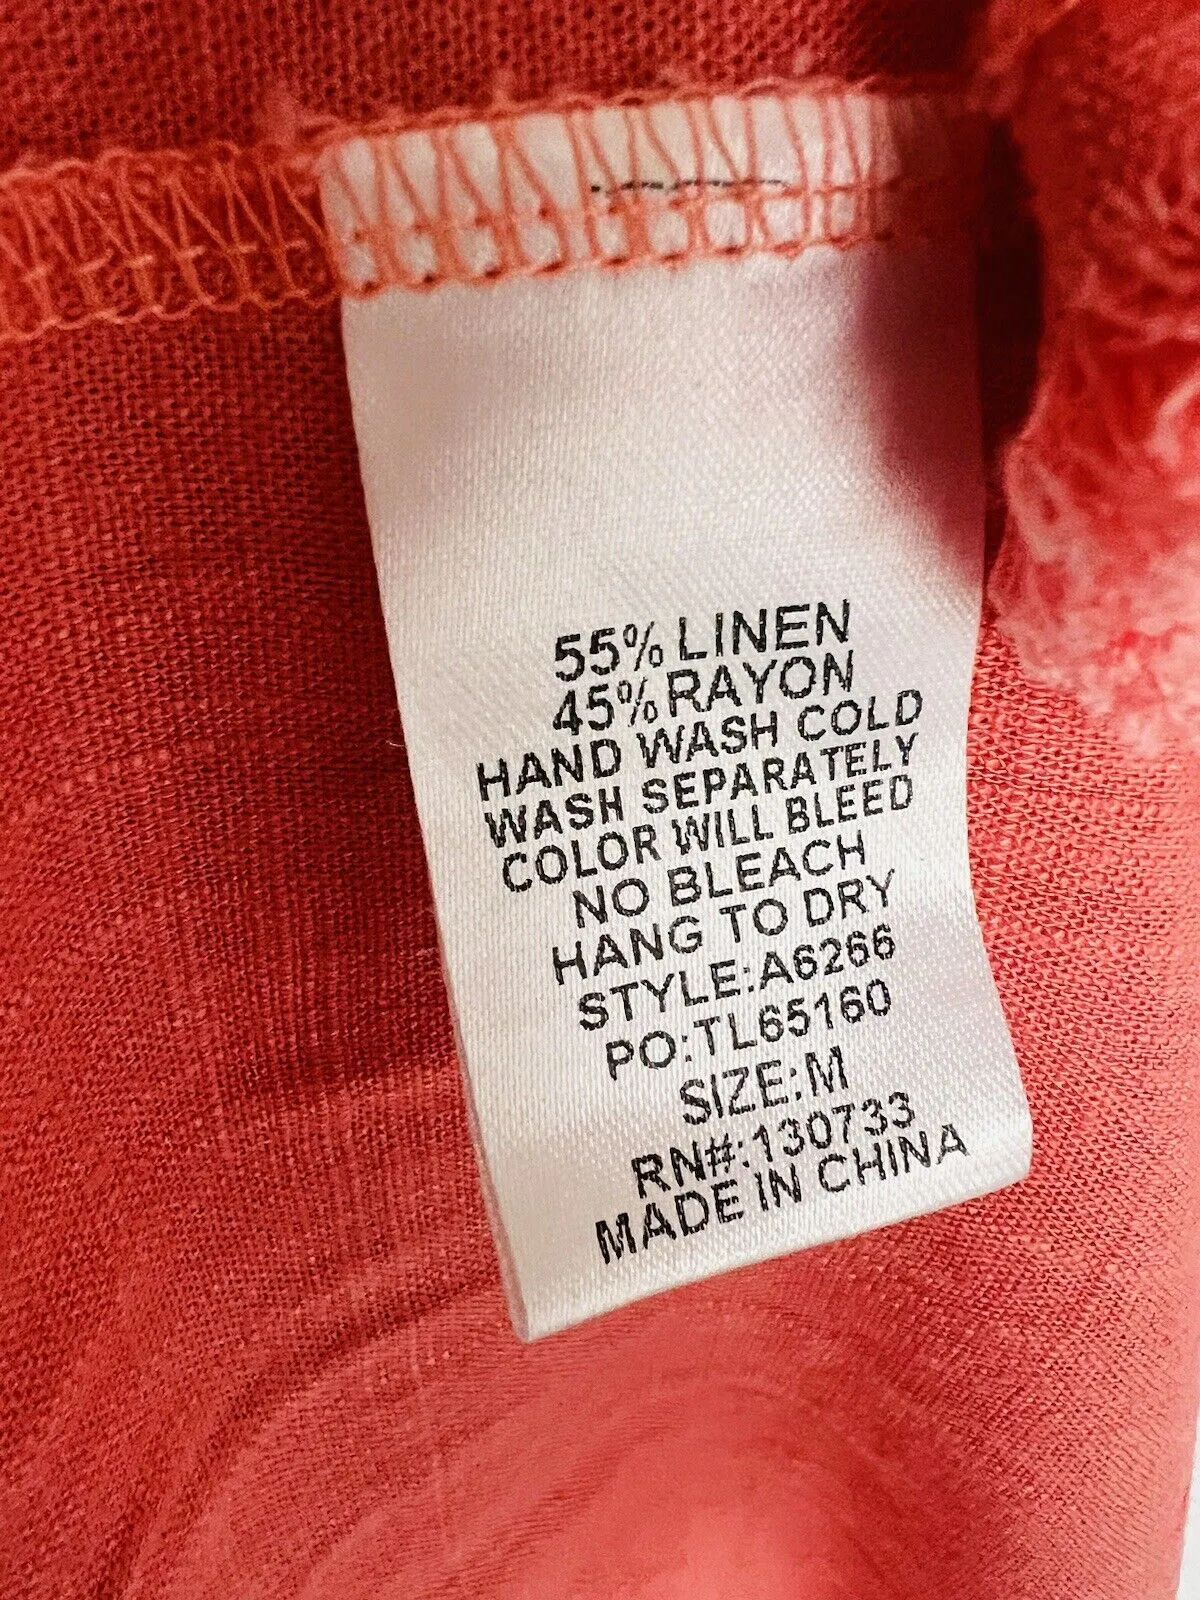 55% LINEN
45% RAYON
HAND WASH COLD
WASH SEPARATELY
COLOR WILL BLEED
NO BLEACH
HANG TO DRY
STYLE:A6266
PO:TL65160
SIZE:M
RN#:130733
MADE IN CHINA